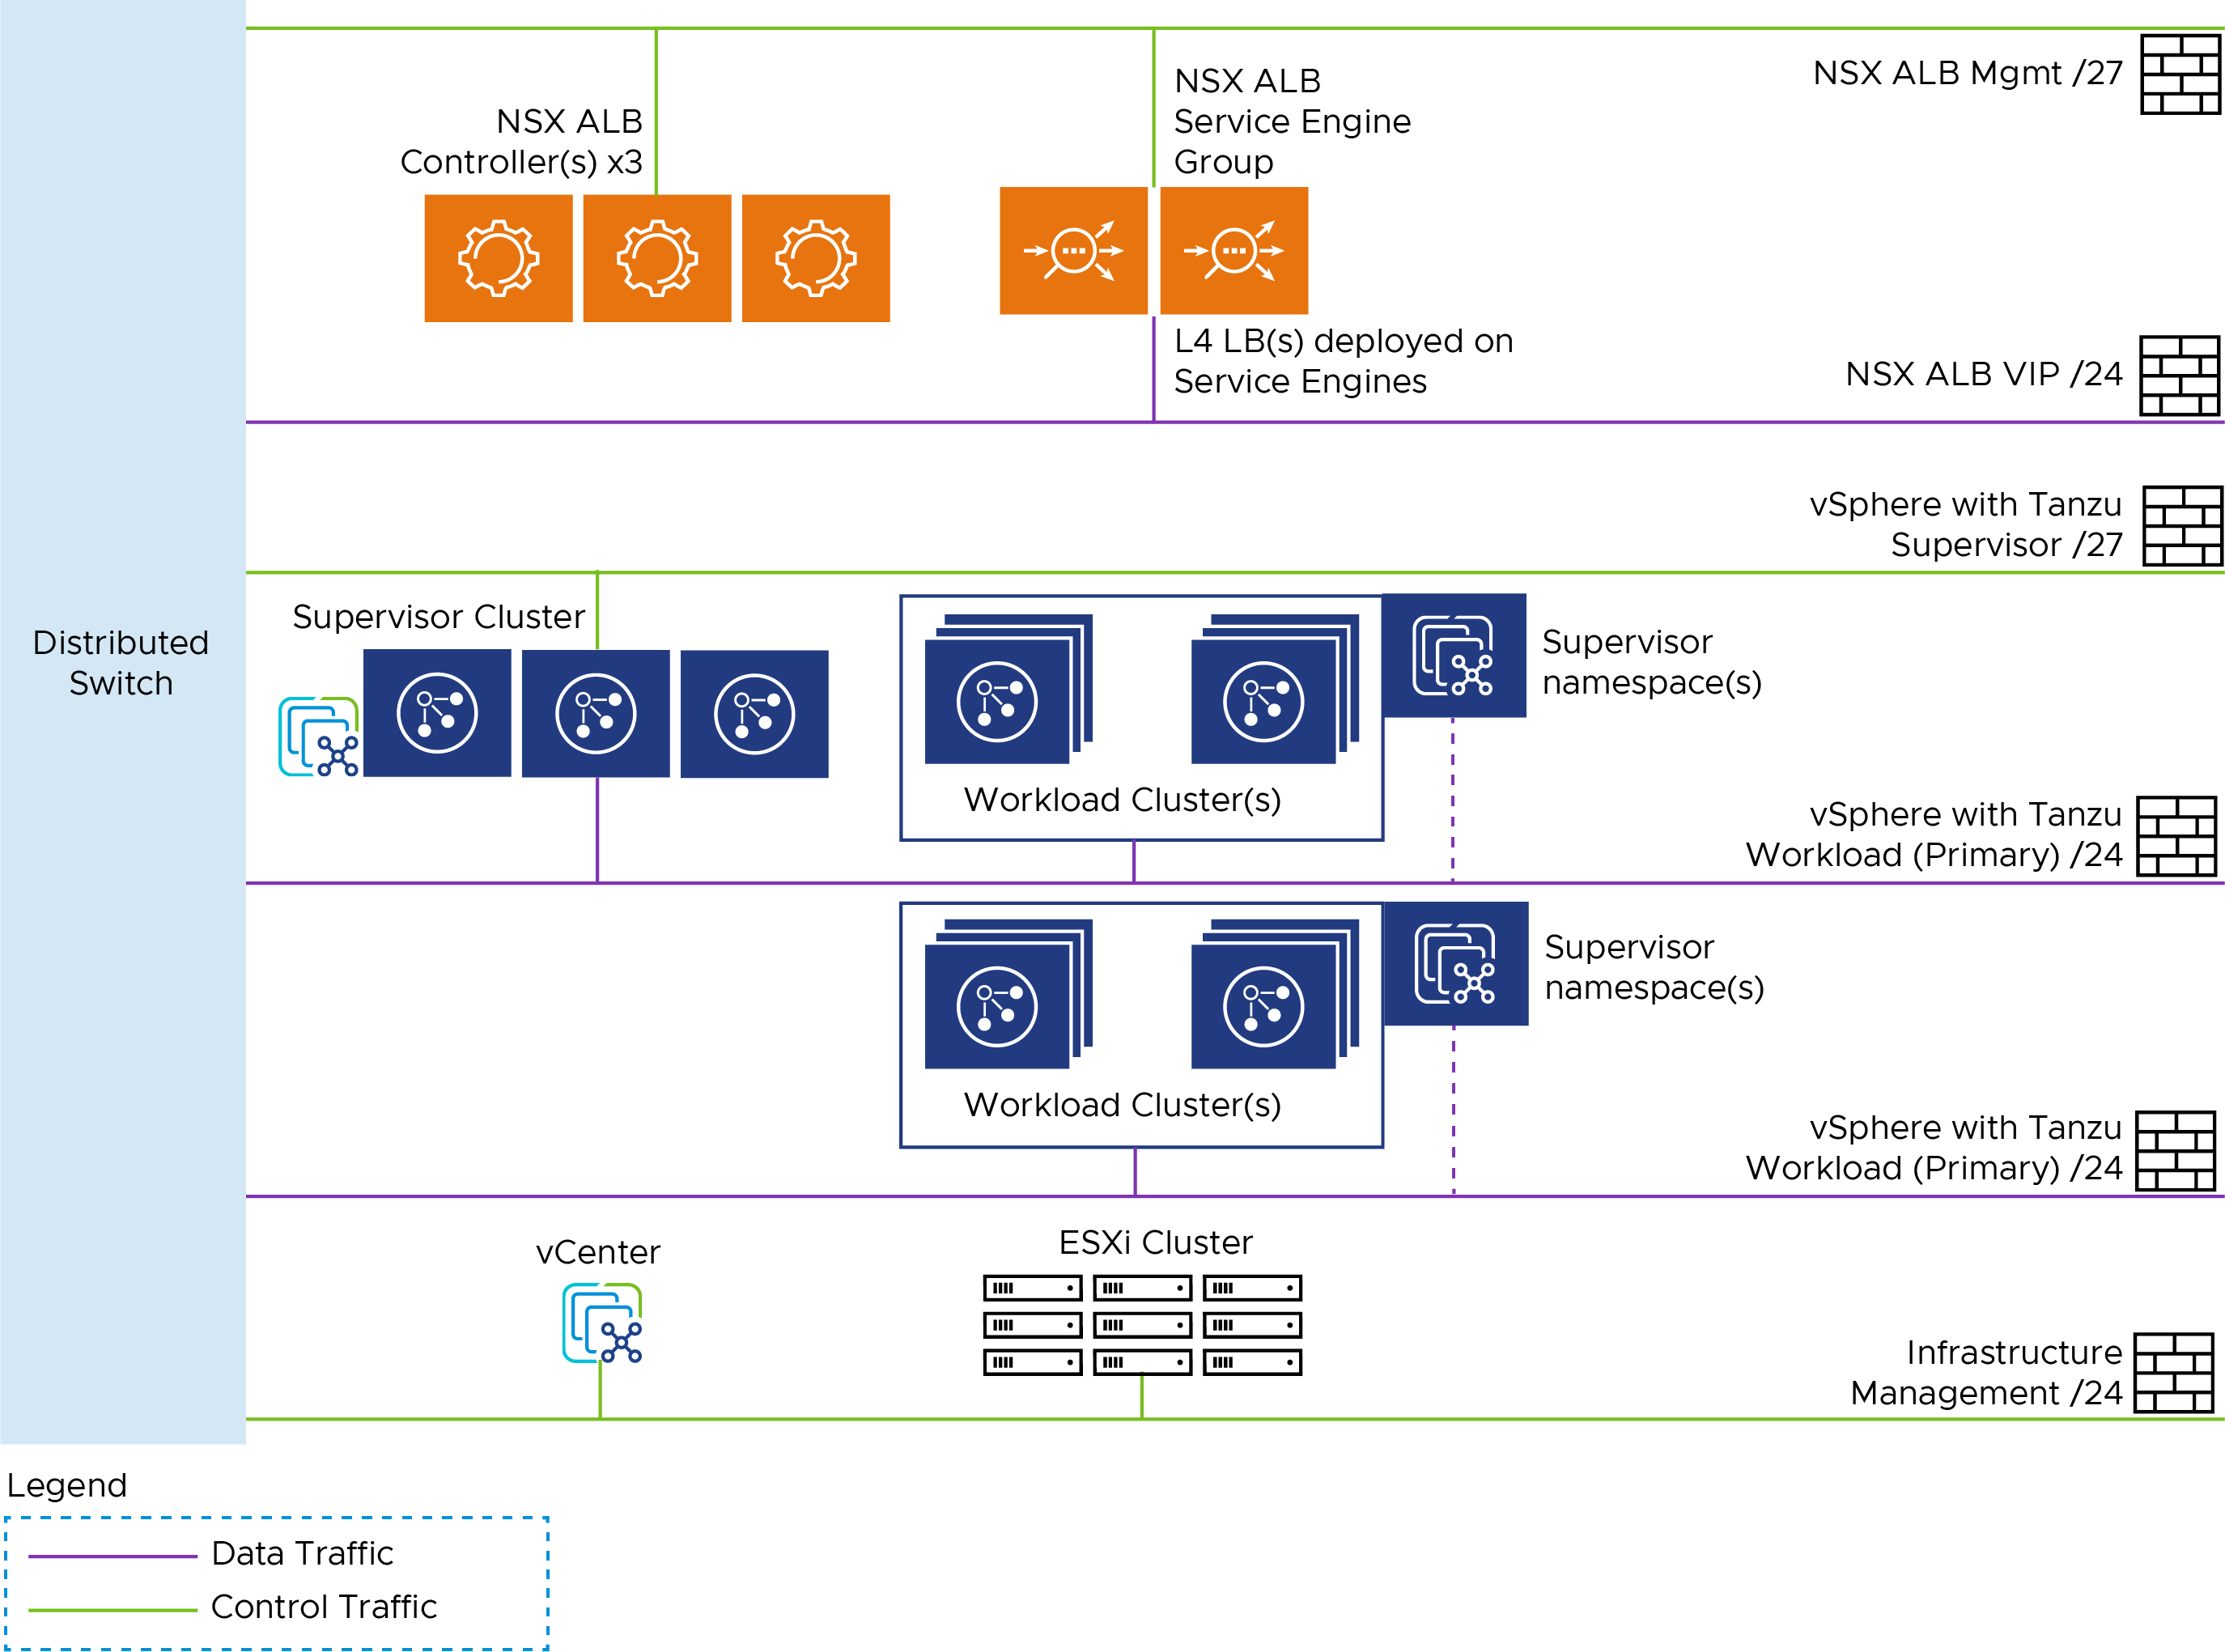 NSX ALB Mgmt /27
NSX ALB
Controller(s) x3
NSX ALB
Service Engine
Group
L4 LB(s) deployed on
Service Engines
NSX ALB VIP /24
vSphere with Tanzu
Supervisor /27
Distributed
Switch
Supervisor Cluster
Workload Cluster(s)
Supervisor
namespace(s)
vSphere with Tanzu
Workload (Primary) /24
Workload Cluster(s)
Supervisor
namespace(s)
vSphere with Tanzu
Workload (Primary) /24
vCenter
ESXi Cluster
Infrastructure
Management /24
Legend
Data Traffic
Control Traffic